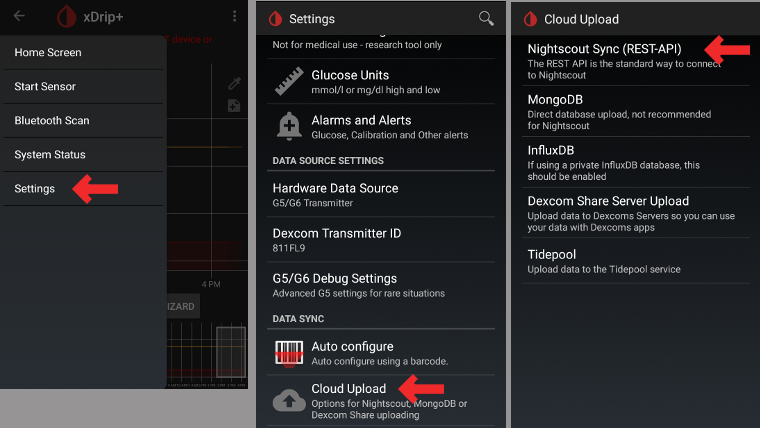 xDrip+
device or
Home Screen
Start Sensor
Bluetooth Scan
System Status
Settings
4 PM
IZARD
Settings
Not for medical use - research tool only
Glucose Units
mmol/l or mg/dl high and low
Alarms and Alerts
Glucose, Calibration and Other alerts
DATA SOURCE SETTINGS
Hardware Data Source
G5/G6 Transmitter
Dexcom Transmitter ID
811FL9
G5/G6 Debug Settings
Advanced G5 settings for rare situations
DATA SYNC
Auto configure
Auto configure using a barcode.
Cloud Upload
Options for Nightscout, MongoDB or
Dexcom Share uploading
Cloud Upload
Nightscout Sync (REST-API)
The REST API is the standard way to connect
to Nightscout
MongoDB
Direct database upload, not recommended
for Nightscout
InfluxDB
If using a private InfluxDB database, this
should be enabled
Dexcom Share Server Upload
Upload data to Dexcoms Servers so you can use
your data with Dexcoms apps
Tidepool
Upload data to the Tidepool service